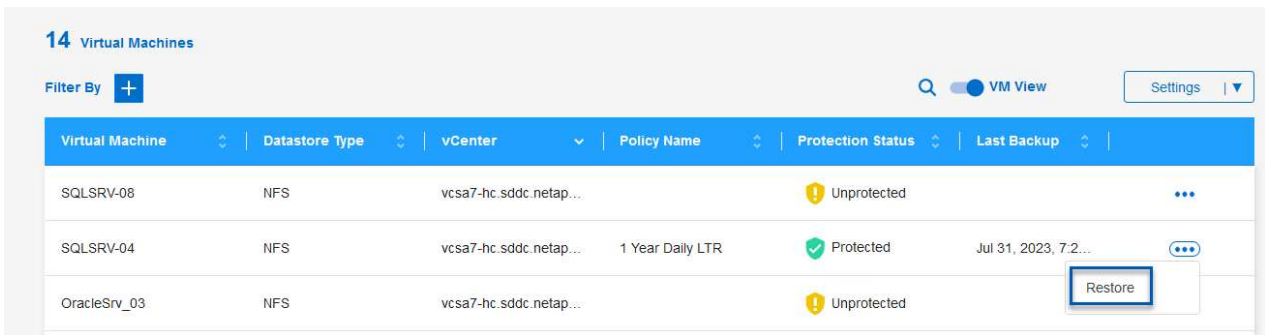 14 Virtual Machines
Filter By
VM View
Settings
Virtual Machine Datastore Type vCenter Policy Name Protection Status Last Backup
SQLSRV-08 NFS vcsa7-hc.sddc.netap... Unprotected
SQLSRV-04 NFS vcsa7-hc.sddc.netap... 1 Year Daily LTR Protected Jul 31, 2023, 7:2...
Restore
OracleSrv_03 NFS vcsa7-hc.sddc.netap... Unprotected